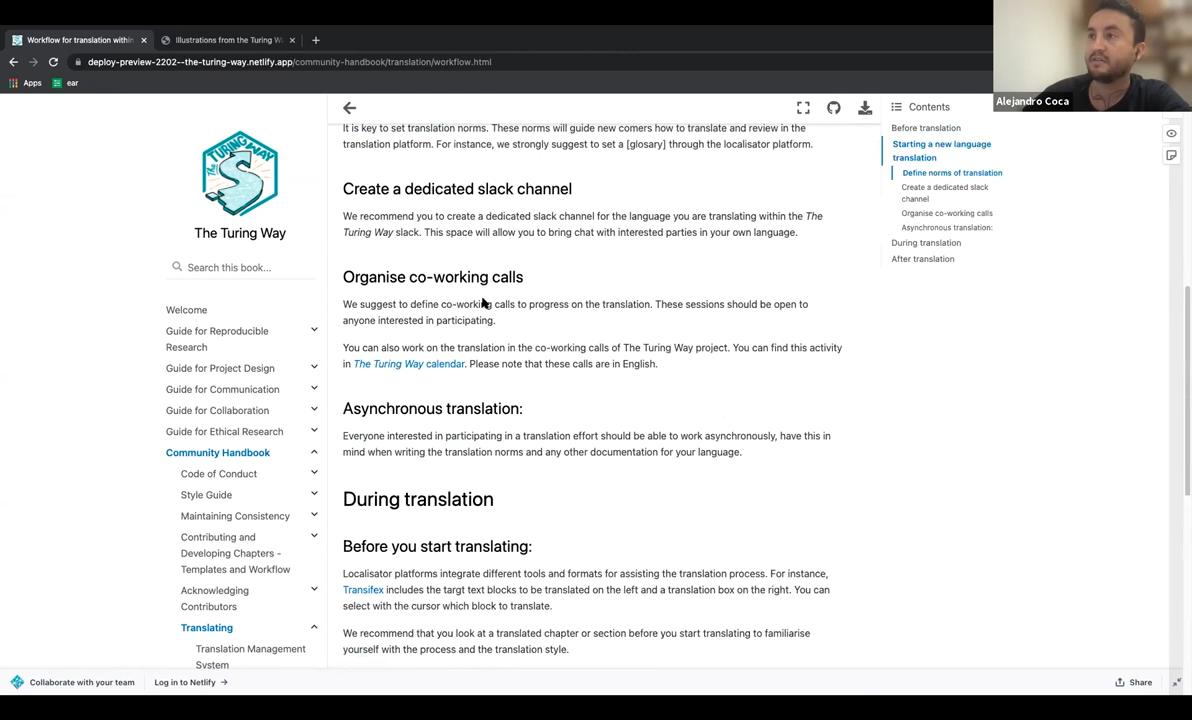 Workflow for translation within
Illustrations from the Turing Wa
deploy-preview-2202--the-turing-way.netlify.app/community-handbook/translation/workflow.html
Apps
ear
Alejandro Coca
THE TURING WAY
The Turing Way
Search this book...
Welcome
Guide for Reproducible
Research
Guide for Project Design
Guide for Communication
Guide for Collaboration
Guide for Ethical Research
Community Handbook
Code of Conduct
Style Guide
Maintaining Consistency
Contributing and
Developing Chapters -
Templates and Workflow
Acknowledging
Contributors
Translating
Translation Management
System
It is key to set translation norms. These norms will guide new comers how to translate and review in the
translation platform. For instance, we strongly suggest to set a [glosary] through the localisator platform.
Create a dedicated slack channel
We recommend you to create a dedicated slack channel for the language you are translating within the The
Turing Way slack. This space will allow you to bring chat with interested parties in your own language.
Organise co-working calls
We suggest to define co-working calls to progress on the translation. These sessions should be open to
anyone interested in participating.
You can also work on the translation in the co-working calls of The Turing Way project. You can find this activity
in The Turing Way calendar. Please note that these calls are in English.
Asynchronous translation:
Everyone interested in participating in a translation effort should be able to work asynchronously, have this in
mind when writing the translation norms and any other documentation for your language.
During translation
Before you start translating:
Localisator platforms integrate different tools and formats for assisting the translation process. For instance,
Transifex includes the targt text blocks to be translated on the left and a translation box on the right. You can
select with the cursor which block to translate.
We recommend that you look at a translated chapter or section before you start translating to familiarise
yourself with the process and the translation style.
Contents
Before translation
Starting a new language
translation
Define norms of translation
Create a dedicated slack
channel
Organise co-working calls
Asynchronous translation:
During translation
After translation
Collaborate with your team
Log in to Netlify →
Share